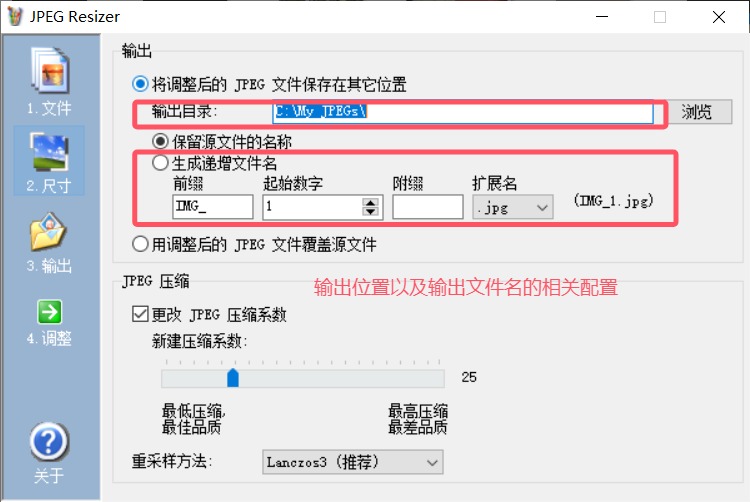 JPEG Resizer
输出
1.文件
将调整后的 JPEG 文件保存在其它位置
输出目录: C:\My JPEGs\ 浏览
保留源文件的名称
生成递增文件名
2.尺寸
前缀 起始数字 附缀 扩展名
IMG_ 1 .jpg (IMG_1.jpg)
用调整后的 JPEG 文件覆盖源文件
3.输出
JPEG 压缩
输出位置以及输出文件名的相关配置
更改 JPEG 压缩系数
4.调整
新建压缩系数:
25
最低压缩, 最高压缩
最佳品质 最差品质
重采样方法: Lanczos3 (推荐)
关于